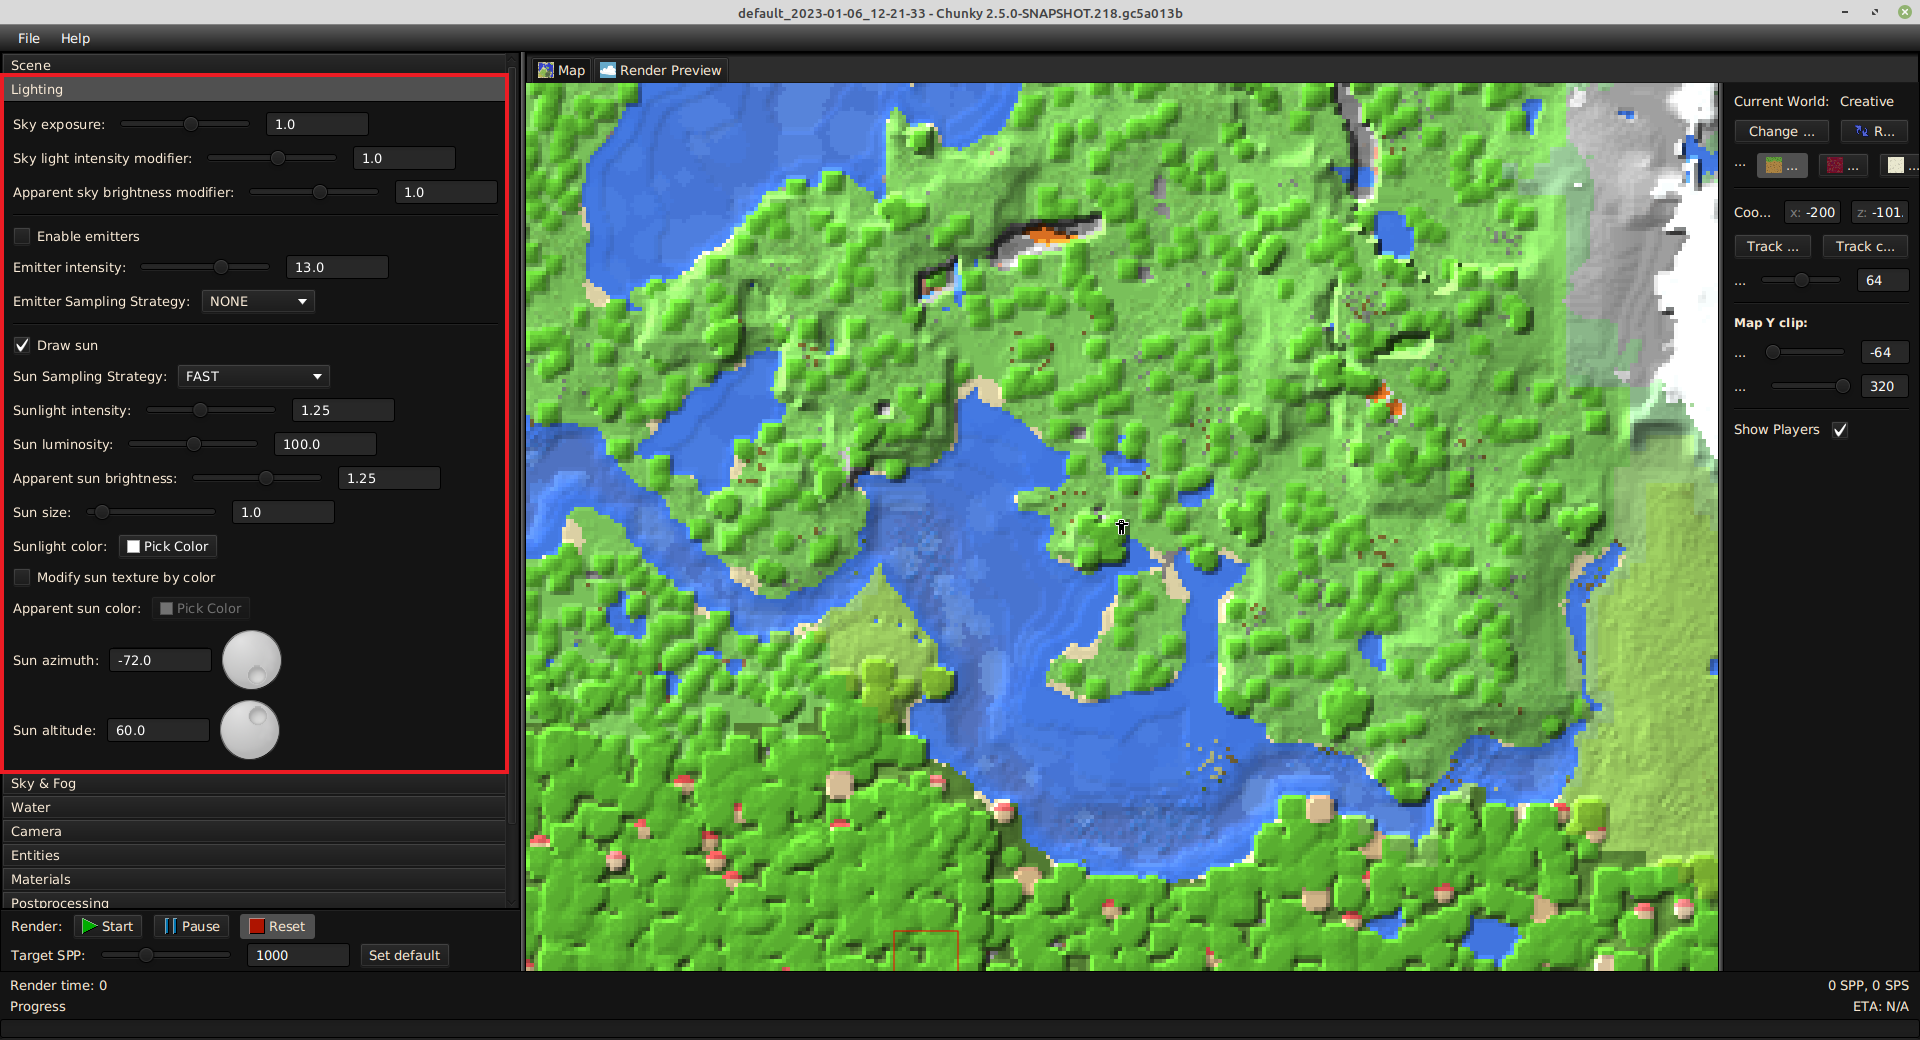 default_2023-01-06_12-21-33 - Chunky 2.5.0-SNAPSHOT.218.gc5a013b
File Help
Scene
Lighting
Sky exposure: 1.0
Sky light intensity modifier: 1.0
Apparent sky brightness modifier: 1.0
Enable emitters
Emitter intensity: 13.0
Emitter Sampling Strategy: NONE
Draw sun
Sun Sampling Strategy: FAST
Sunlight intensity: 1.25
Sun luminosity: 100.0
Apparent sun brightness: 1.25
Sun size: 1.0
Sunlight color: Pick Color
Modify sun texture by color
Apparent sun color: Pick Color
Sun azimuth: -72.0
Sun altitude: 60.0
Sky & Fog
Water
Camera
Entities
Materials
Postprocessing
Render: Start Pause Reset
Target SPP: 1000 Set default
Render time: 0
Progress
Map Render Preview
Current World: Creative
Change ... R...
... ... ... ...
Coo... x: -200 z: -101.
Track ... Track c...
... 64
Map Y clip:
... -64
... 320
Show Players
0 SPP, 0 SPS
ETA: N/A